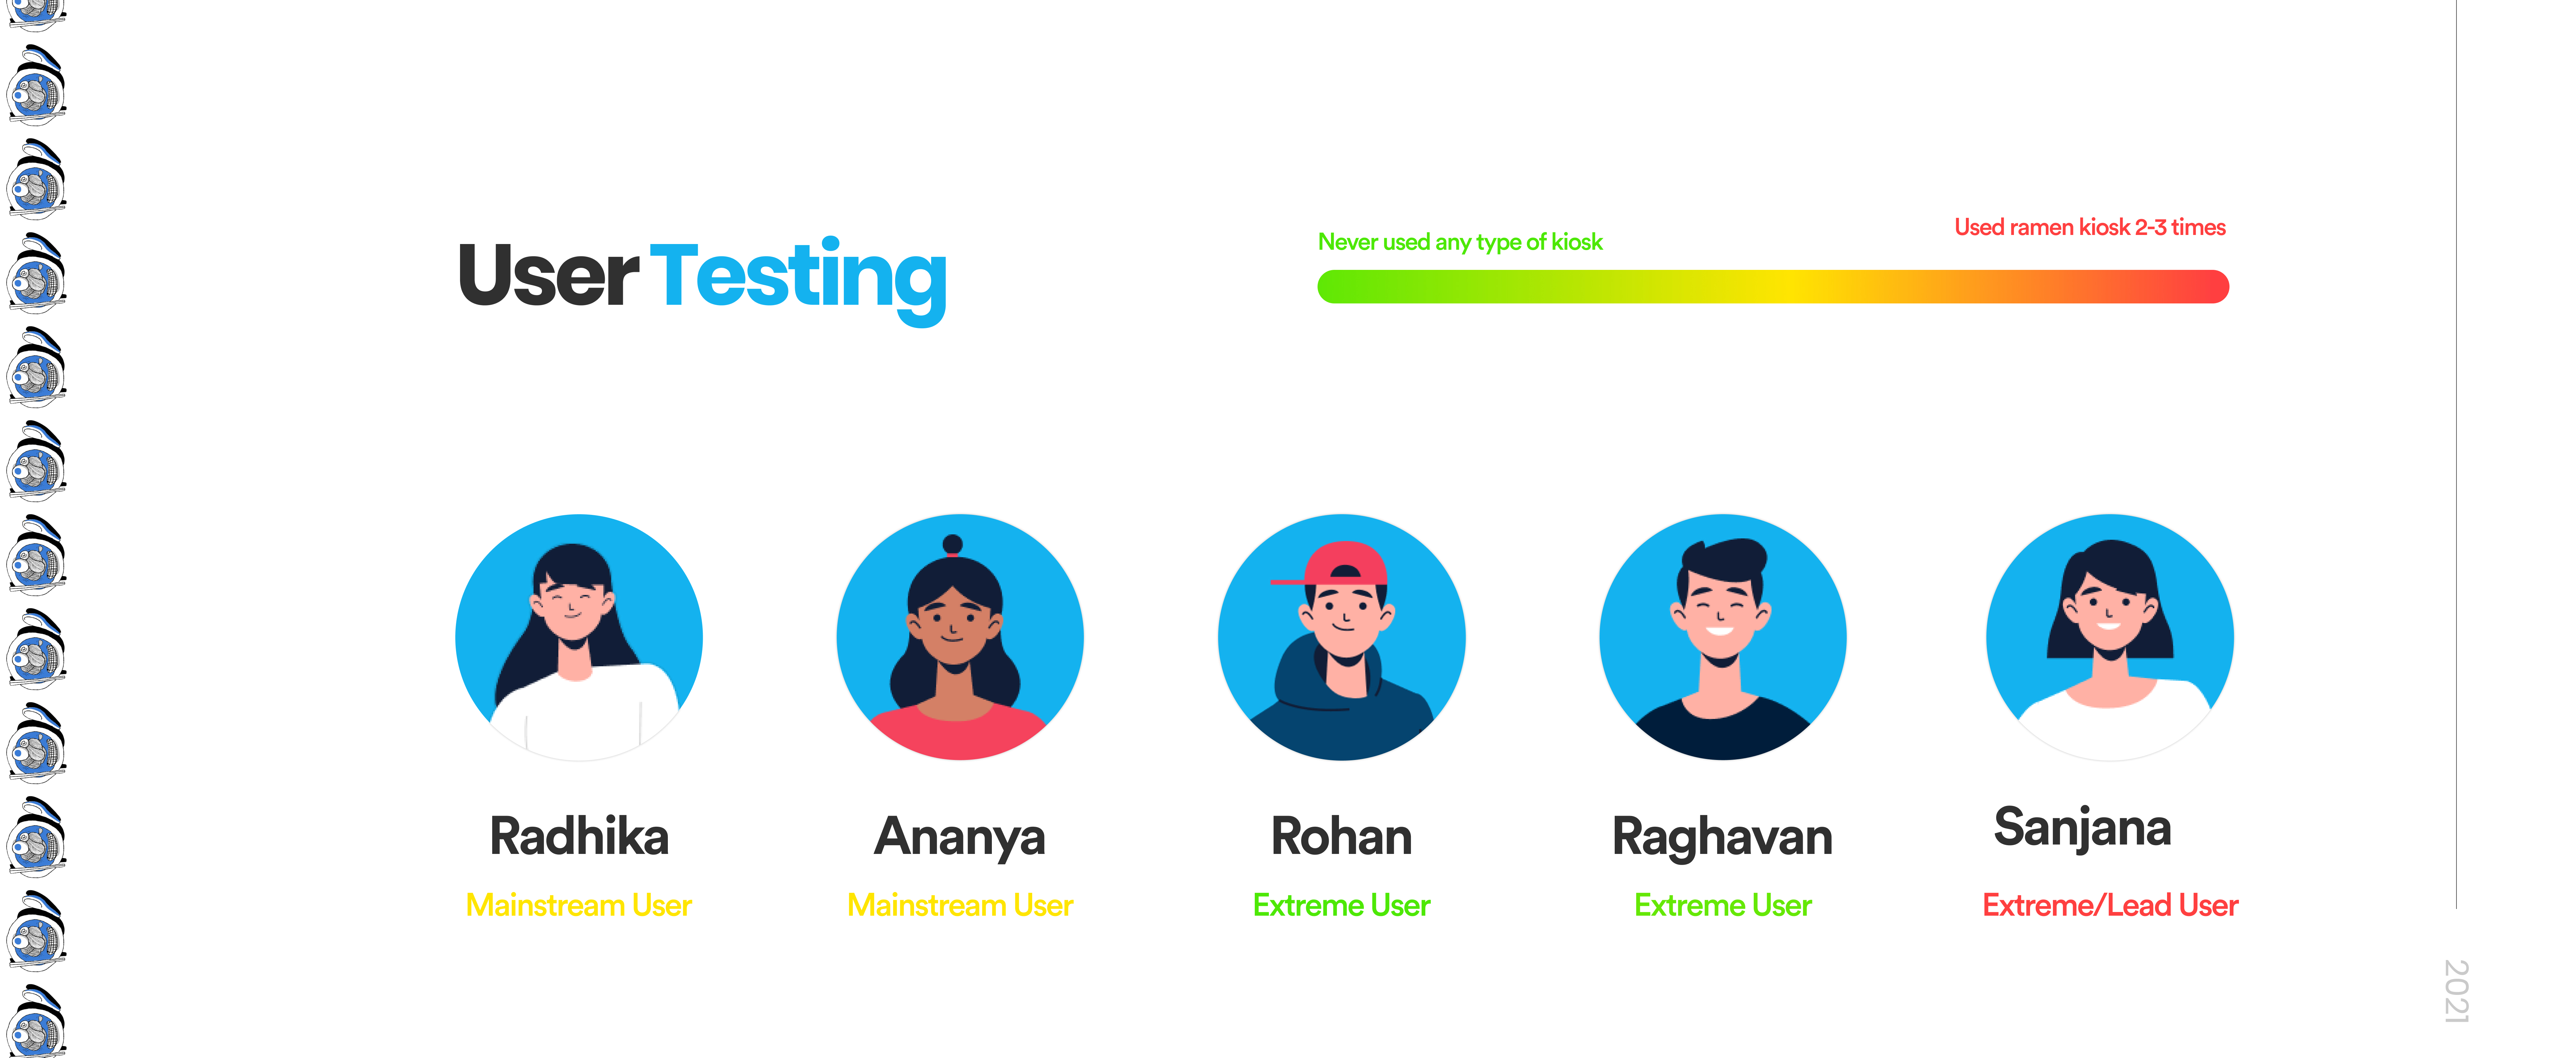 User Testing
Never used any type of kiosk
Used ramen kiosk 2-3 times
Radhika
Mainstream User
Ananya
Mainstream User
Rohan
Extreme User
Raghavan
Extreme User
Sanjana
Extreme/Lead User
2021